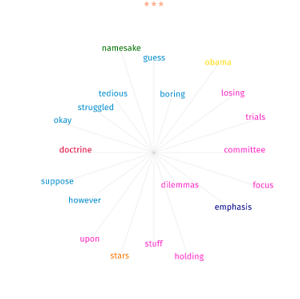 ***
namesake
guess
obama
tedious
boring
losing
struggled
okay
trials
doctrine
committee
suppose
dilemmas
focus
however
emphasis
upon
stuff
stars
holding